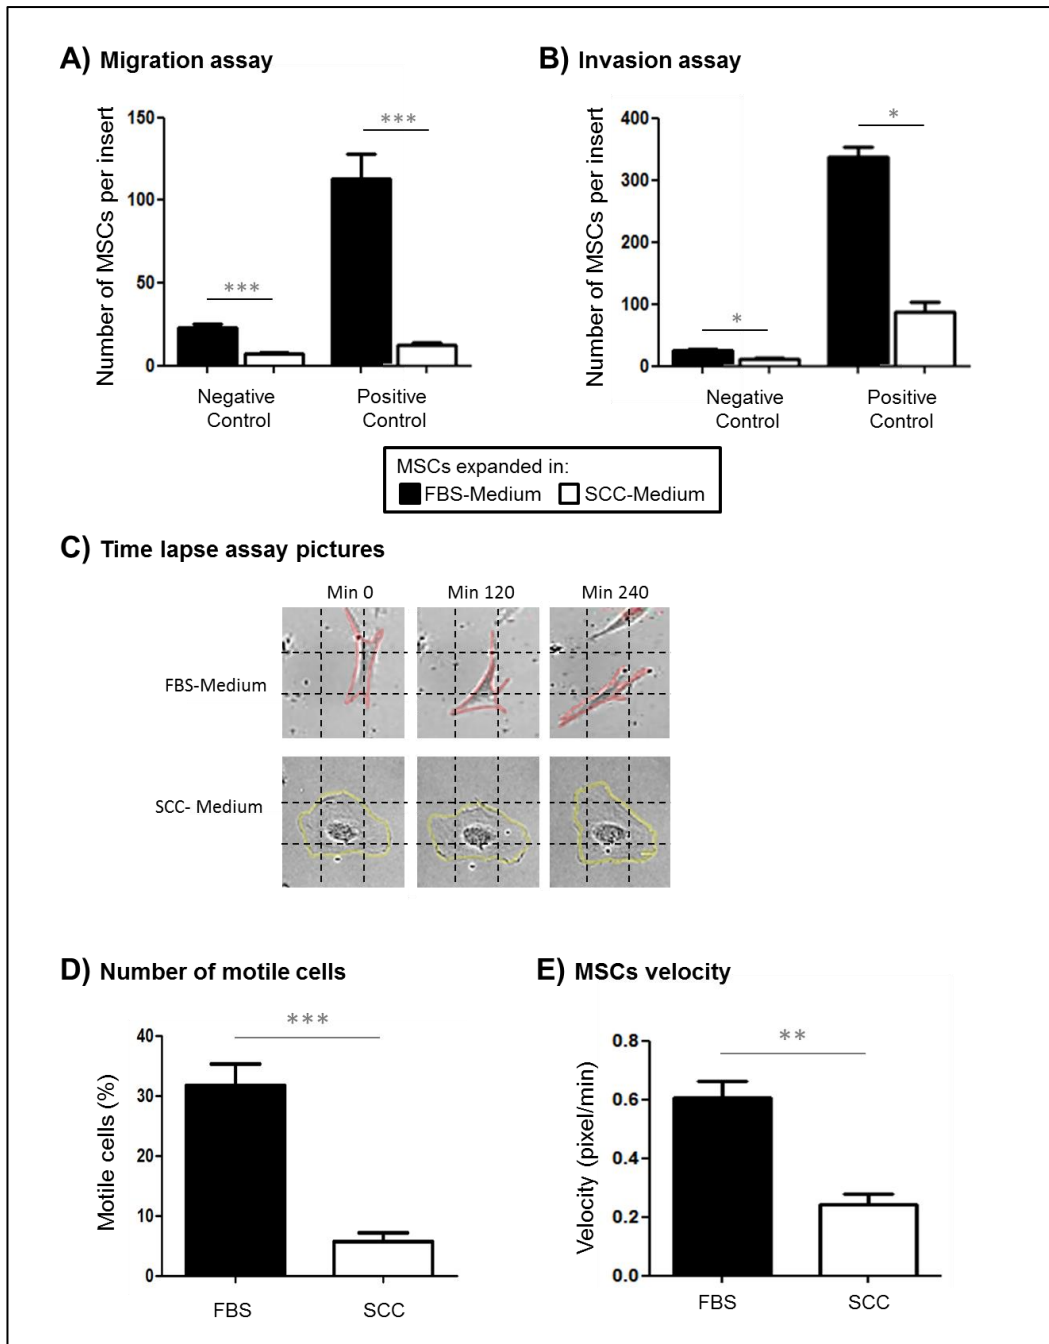 A) Migration assay
Number of MSCs per insert
150
100
50
0
***
***
Negative
Control
Positive
Control
B) Invasion assay
Number of MSCs per insert
400
300
200
100
0
*
*
Negative
Control
Positive
Control
MSCs expanded in:
FBS-Medium SCC-Medium
C) Time lapse assay pictures
Min 0 Min 120 Min 240
FBS-Medium
SCC- Medium
D) Number of motile cells
Motile cells (%)
40
30
20
10
0
***
FBS SCC
E) MSCs velocity
Velocity (pixel/min)
0.8
0.6
0.4
0.2
0.0
**
FBS SCC